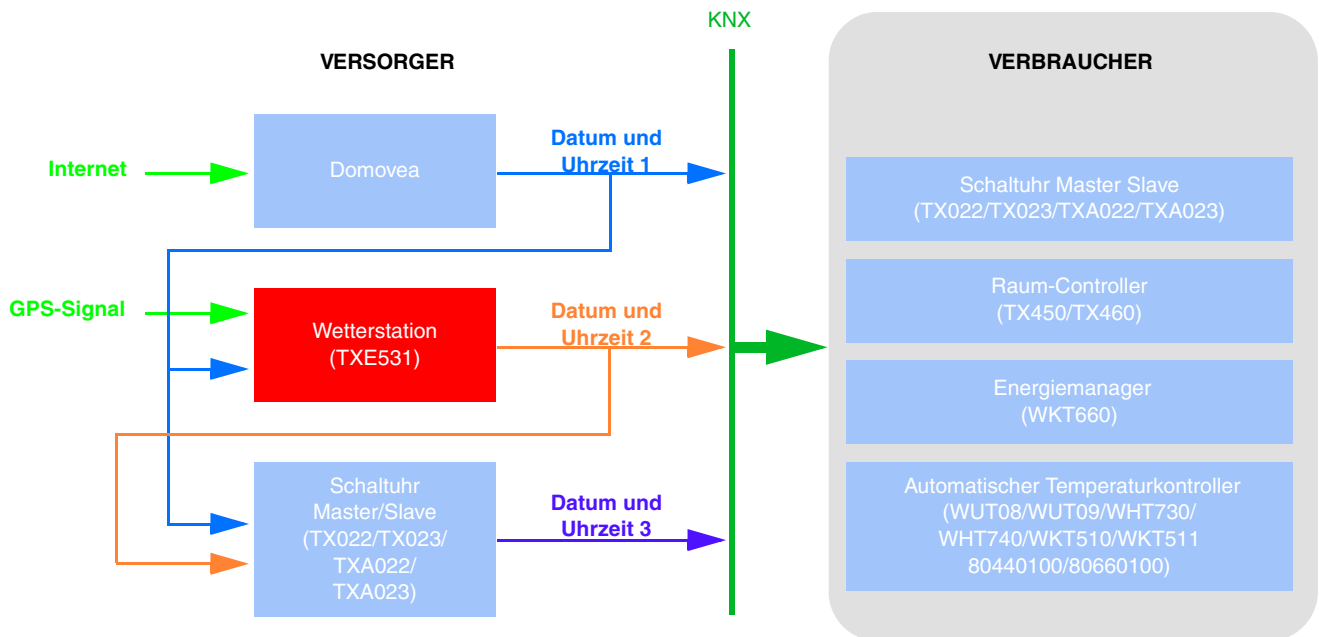 KNX
VERSORGER
VERBRAUCHER
Internet
Domovea
Datum und
Uhrzeit 1
GPS-Signal
Wetterstation
(TXE531)
Datum und
Uhrzeit 2
Schaltuhr
Master/Slave
(TX022/TX023/
TXA022/
TXA023)
Datum und
Uhrzeit 3
Schaltuhr Master Slave
(TX022/TX023/TXA022/TXA023)
Raum-Controller
(TX450/TX460)
Energiemanager
(WKT660)
Automatischer Temperaturkontroller
(WUT08/WUT09/WHT730/
WHT740/WKT510/WKT511
80440100/80660100)